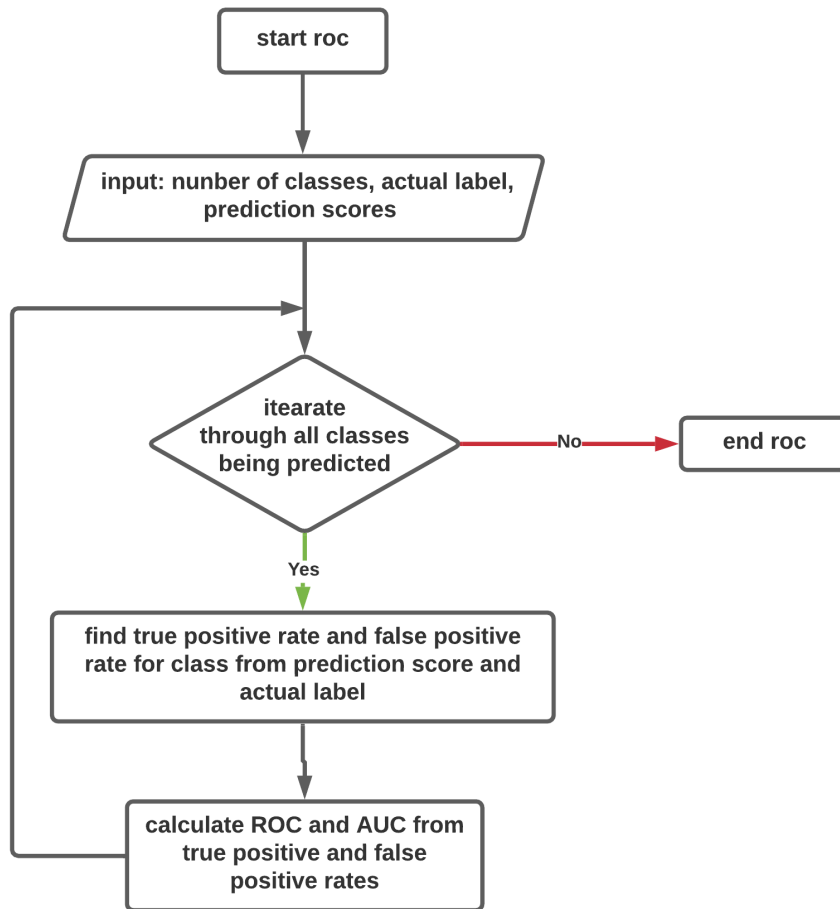 start roc
input: nunber of classes, actual label,
prediction scores
itearate
through all classes
being predicted
No
end roc
Yes
find true positive rate and false positive
rate for class from prediction score and
actual label
calculate ROC and AUC from
true positive and false
positive rates